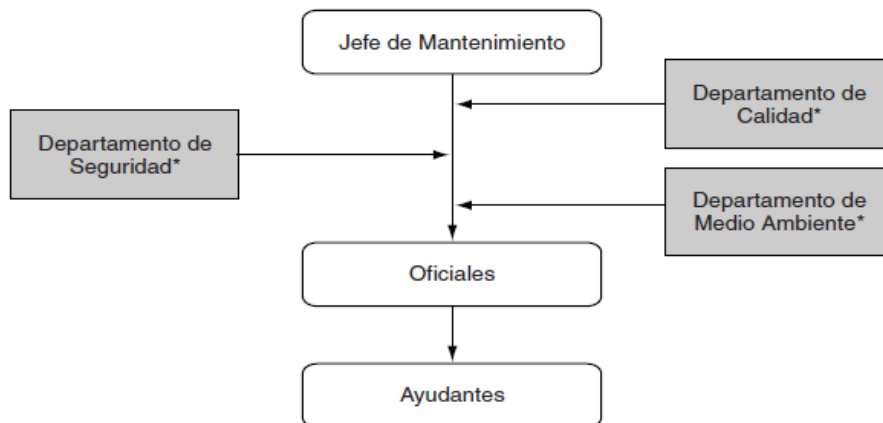 Jefe de Mantenimiento
Departamento de
Calidad*
Departamento de
Seguridad*
Departamento de
Medio Ambiente*
Oficiales
Ayudantes